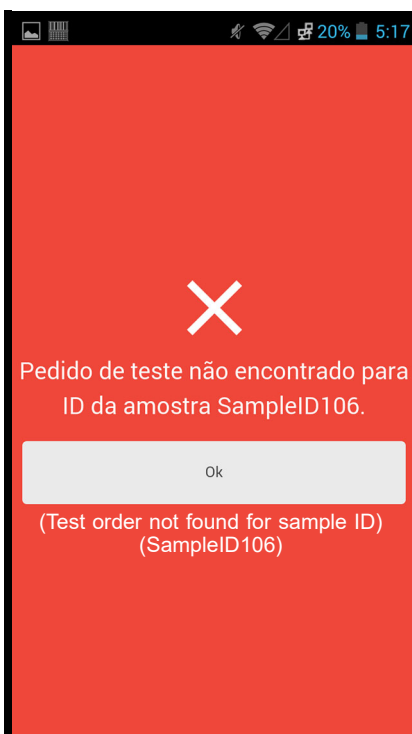 20% 5:17
Pedido de teste não encontrado para
ID da amostra SampleID106.
Ok
(Test order not found for sample ID)
(SampleID106)